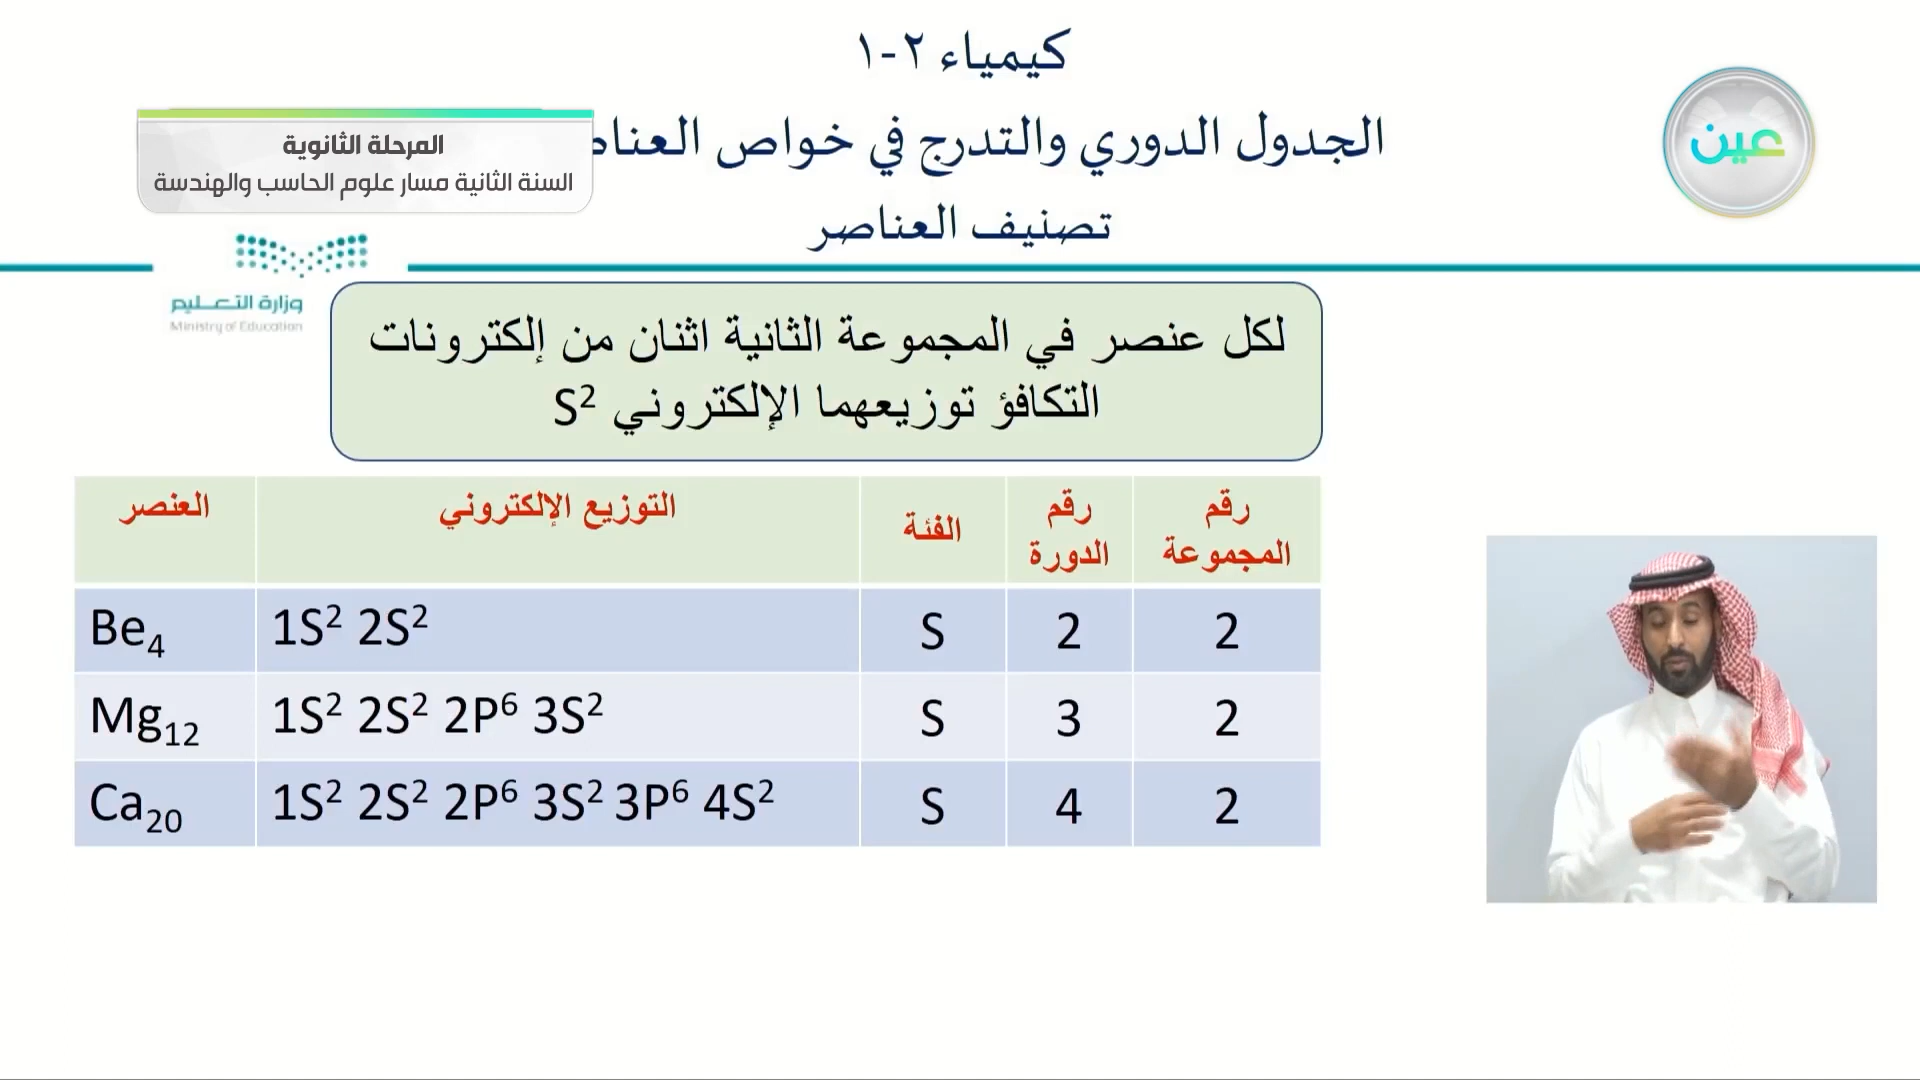 كيمياء ٢-١
الجدول الدوري والتدرج في خواص
تصنيف العناصر
المرحلة الثانوية
السنة الثانية مسار علوم الحاسب والهندسة
عين
وزارة التعليم
Ministry of Education
لكل عنصر في المجموعة الثانية اثنان من إلكترونات
التكافؤ توزيعهما الإلكتروني S²
العنصر التوزيع الإلكتروني الفئة رقم الدورة رقم المجموعة
Be₄ 1S² 2S² S 2 2
Mg₁₂ 1S² 2S² 2P⁶ 3S² S 3 2
Ca₂₀ 1S² 2S² 2P⁶ 3S² 3P⁶ 4S² S 4 2